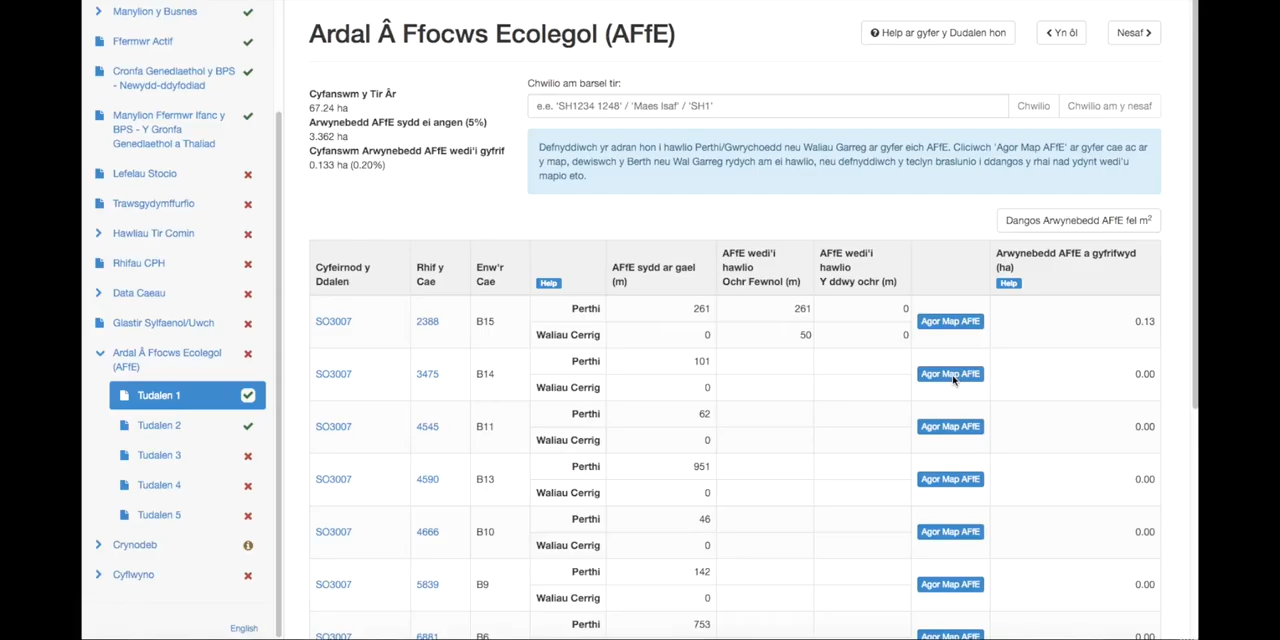 Manylion y Busnes
Ffermwr Actif
Cronfa Genedlaethol y BPS
- Newydd-ddyfodiad
Manylion Ffermwr Ifanc y
BPS - Y Gronfa
Genedlaethol a Thaliad
Lefelau Stocio
Trawsgydymffurfio
Hawliau Tir Comin
Rhifau CPH
Data Caeau
Glastir Sylfaenol/Uwch
Ardal Â Ffocws Ecolegol
(AFfE)
Tudalen 1
Tudalen 2
Tudalen 3
Tudalen 4
Tudalen 5
Crynodeb
Cyflwyno
English
Ardal Â Ffocws Ecolegol (AFfE)
Help ar gyfer y Dudalen hon
Yn ôl
Nesaf
Cyfanswm y Tir Âr
67.24 ha
Arwynebedd AFfE sydd ei angen (5%)
3.362 ha
Cyfanswm Arwynebedd AFfE wedi'i gyfrif
0.133 ha (0.20%)
Chwilio am barsel tir:
e.e. 'SH1234 1248' / 'Maes Isaf' / 'SH1'
Chwilio
Chwilio am y nesaf
Defnyddiwch yr adran hon i hawlio Perthi/Gwrychoedd neu Waliau Garreg ar gyfer eich AFfE. Cliciwch 'Agor Map AFfE' ar gyfer cae ac ar
y map, dewiswch y Berth neu Wal Garreg rydych am ei hawlio, neu defnyddiwch y teclyn braslunio i ddangos y rhai nad ydynt wedi'u
mapio eto.
Dangos Arwynebedd AFfE fel m²
Cyfeirnod y
Ddalen
Rhif y
Cae
Enw'r
Cae
Help
AFfE sydd ar gael
(m)
AFfE wedi'i
hawlio
Ochr Fewnol (m)
AFfE wedi'i
hawlio
Y ddwy ochr (m)
Arwynebedd AFfE a gyfrifwyd
(ha)
Help
SO3007 2388 B15 Perthi 261 261 0 Agor Map AFfE 0.13
Waliau Cerrig 0 50 0
SO3007 3475 B14 Perthi 101 Agor Map AFfE 0.00
Waliau Cerrig 0
SO3007 4545 B11 Perthi 62 Agor Map AFfE 0.00
Waliau Cerrig 0
SO3007 4590 B13 Perthi 951 Agor Map AFfE 0.00
Waliau Cerrig 0
SO3007 4666 B10 Perthi 46 Agor Map AFfE 0.00
Waliau Cerrig 0
SO3007 5839 B9 Perthi 142 Agor Map AFfE 0.00
Waliau Cerrig 0
Perthi 753
SO3007 6881 B6 Agor Map AFfE 0.00